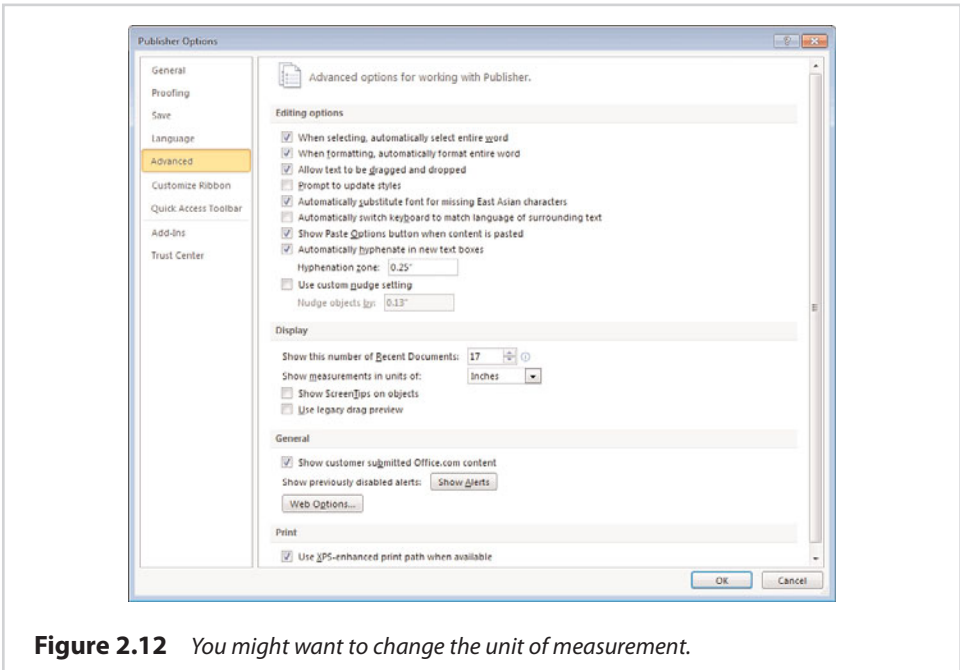 Publisher Options
General
Proofing
Save
Language
Advanced
Customize Ribbon
Quick Access Toolbar
Add-Ins
Trust Center
Advanced options for working with Publisher.
Editing options
When selecting, automatically select entire word
When formatting, automatically format entire word
Allow text to be dragged and dropped
Prompt to update styles
Automatically substitute font for missing East Asian characters
Automatically switch keyboard to match language of surrounding text
Show Paste Options button when content is pasted
Automatically hyphenate in new text boxes
Hyphenation zone: 0.25"
Use custom nudge setting
Nudge objects by: 0.13"
Display
Show this number of Recent Documents: 17
Show measurements in units of: Inches
Show ScreenTips on objects
Use legacy drag preview
General
Show customer submitted Office.com content
Show previously disabled alerts: Show Alerts
Web Options...
Print
Use XPS-enhanced print path when available
OK Cancel
Figure 2.12 You might want to change the unit of measurement.